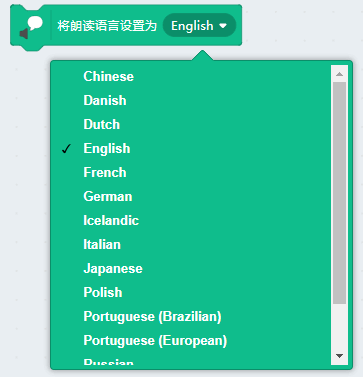 将朗读语言设置为 English
Chinese
Danish
Dutch
English
French
German
Icelandic
Italian
Japanese
Polish
Portuguese (Brazilian)
Portuguese (European)
Russian